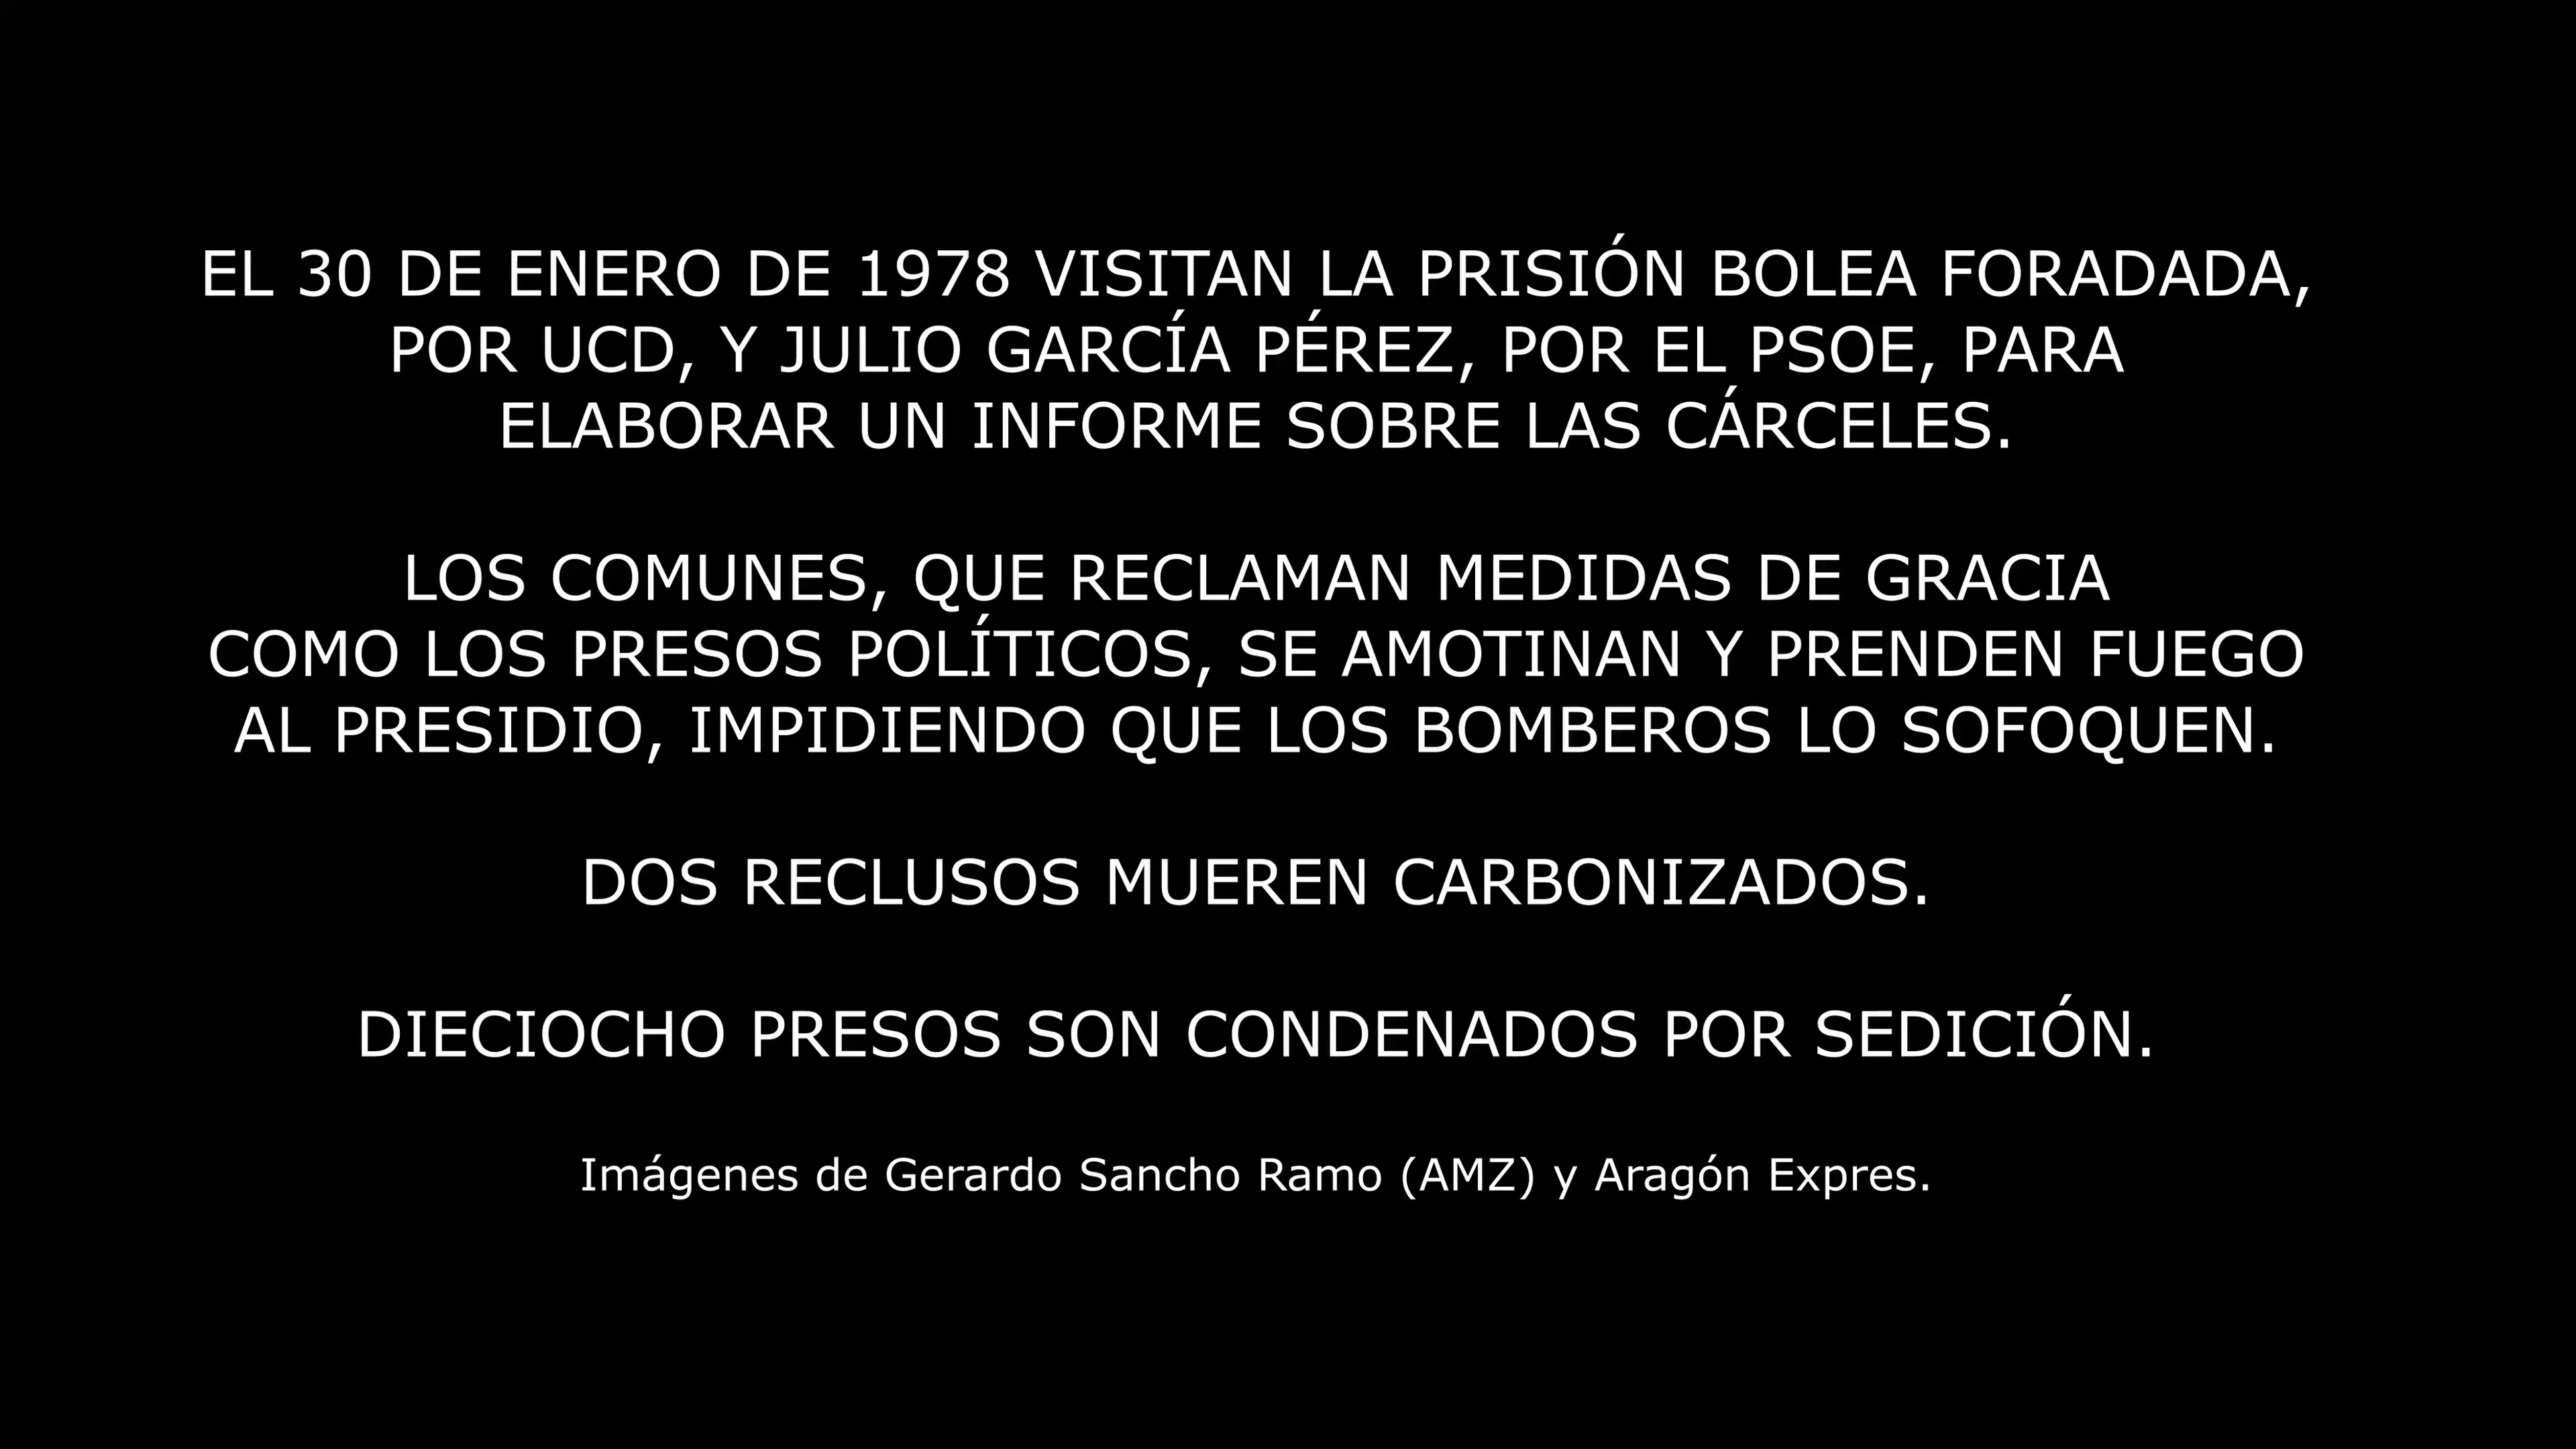 EL 30 DE ENERO DE 1978 VISITAN LA PRISIÓN BOLEA FORADADA,
POR UCD, Y JULIO GARCÍA PÉREZ, POR EL PSOE, PARA
ELABORAR UN INFORME SOBRE LAS CÁRCELES.
LOS COMUNES, QUE RECLAMAN MEDIDAS DE GRACIA
COMO LOS PRESOS POLÍTICOS, SE AMOTINAN Y PRENDEN FUEGO
AL PRESIDIO, IMPIDIENDO QUE LOS BOMBEROS LO SOFOQUEN.
DOS RECLUSOS MUEREN CARBONIZADOS.
DIECIOCHO PRESOS SON CONDENADOS POR SEDICIÓN.
Imágenes de Gerardo Sancho Ramo (AMZ) y Aragón Expres.